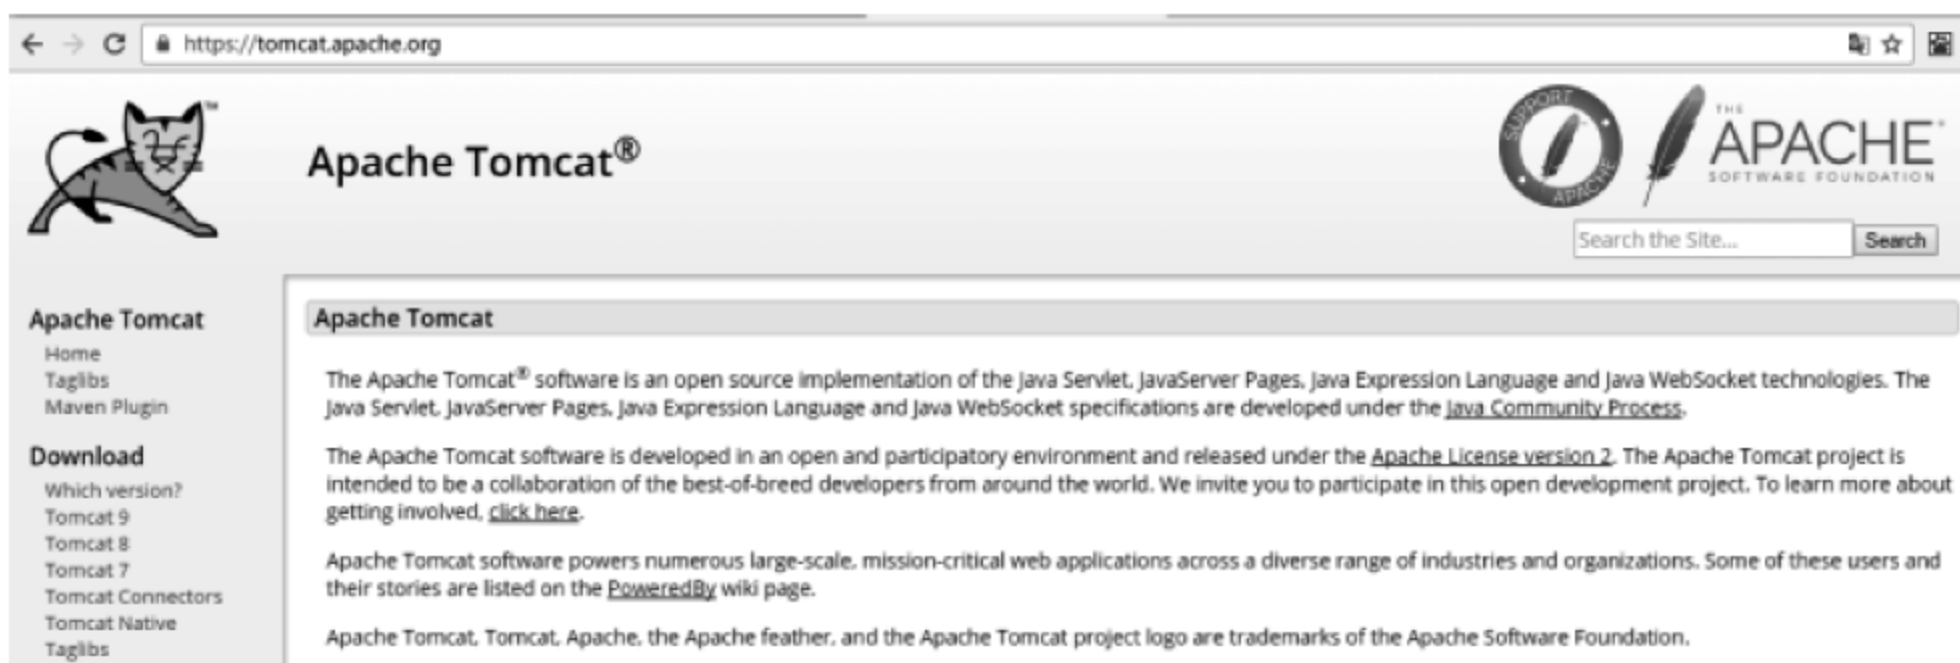 https://tomcat.apache.org
TM
Apache Tomcat®
SUPPORT
APACHE
THE
APACHE
SOFTWARE FOUNDATION
Search the Site...
Search
Apache Tomcat
Home
Taglibs
Maven Plugin
Download
Which version?
Tomcat 9
Tomcat 8
Tomcat 7
Tomcat Connectors
Tomcat Native
Taglibs
Apache Tomcat
The Apache Tomcat® software is an open source implementation of the Java Servlet, JavaServer Pages, Java Expression Language and Java WebSocket technologies. The
Java Servlet, JavaServer Pages, Java Expression Language and Java WebSocket specifications are developed under the Java Community Process.
The Apache Tomcat software is developed in an open and participatory environment and released under the Apache License version 2. The Apache Tomcat project is
intended to be a collaboration of the best-of-breed developers from around the world. We invite you to participate in this open development project. To learn more about
getting involved, click here.
Apache Tomcat software powers numerous large-scale, mission-critical web applications across a diverse range of industries and organizations. Some of these users and
their stories are listed on the PoweredBy wiki page.
Apache Tomcat, Tomcat, Apache, the Apache feather, and the Apache Tomcat project logo are trademarks of the Apache Software Foundation.